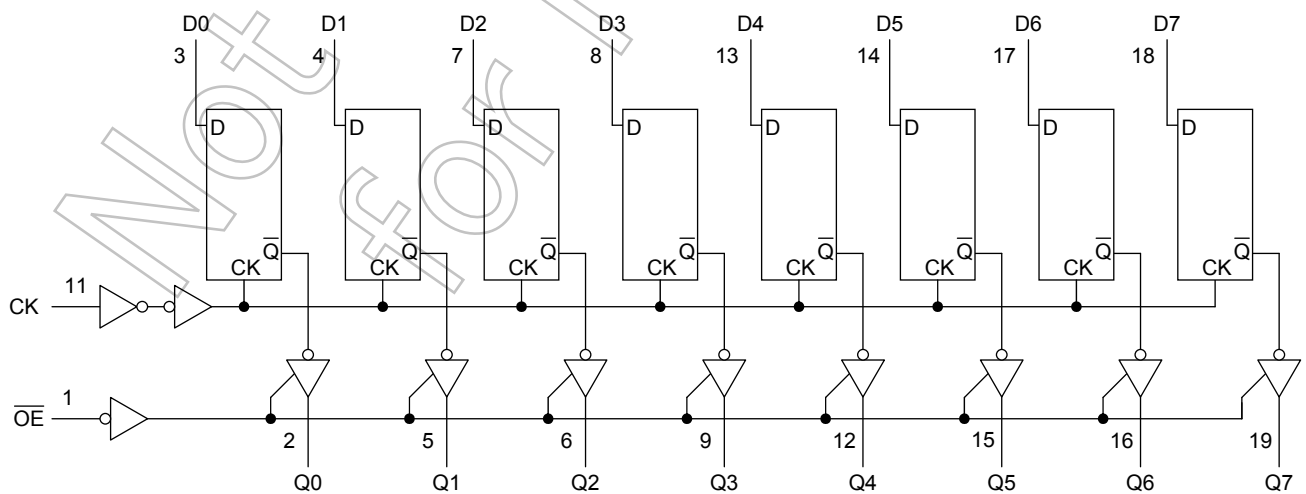 D0 D1 D2 D3 D4 D5 D6 D7
3 4 7 8 13 14 17 18
D D D D D D D D
Q̅ Q̅ Q̅ Q̅ Q̅ Q̅ Q̅ Q̅
CK CK CK CK CK CK CK CK
11
CK
1
O̅E̅
2 5 6 9 12 15 16 19
Q0 Q1 Q2 Q3 Q4 Q5 Q6 Q7
Not
for